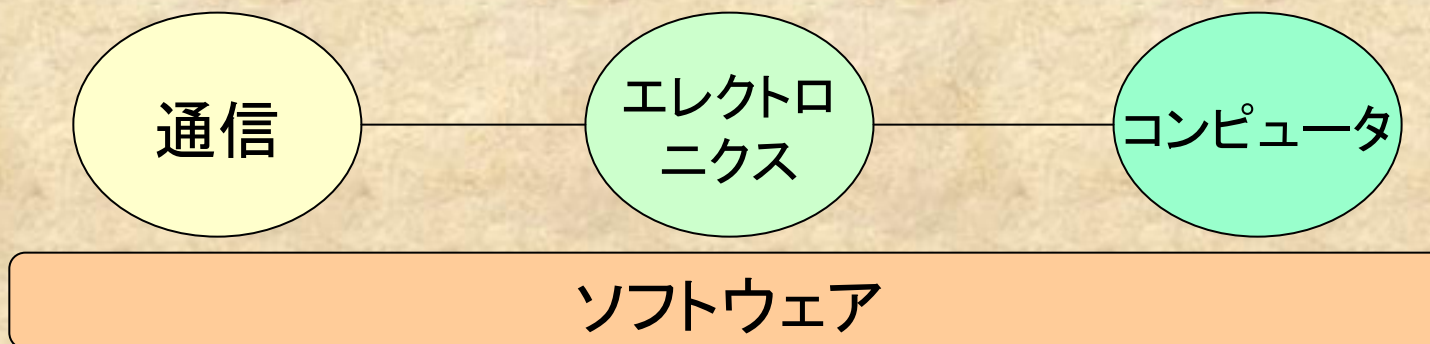 通信
エレクトロ
ニクス
コンピュータ
ソフトウェア